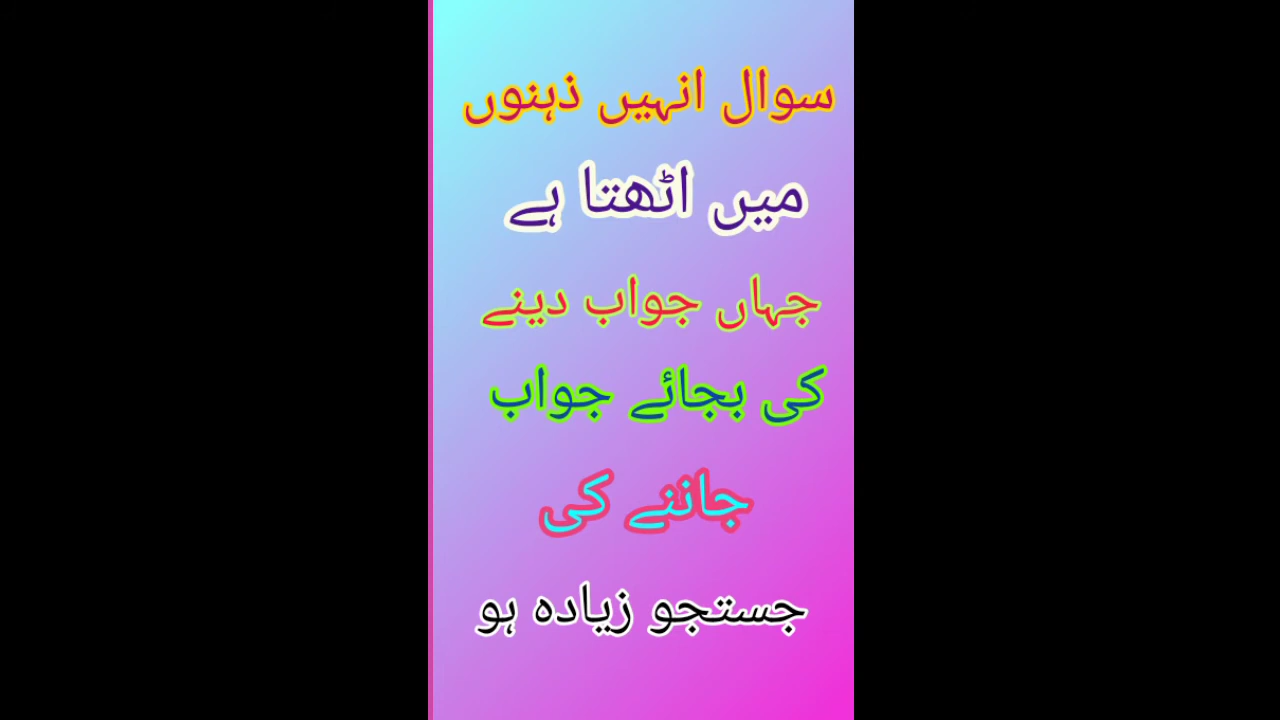 سوال انہیں ذہنوں
میں اٹھتا ہے
جہاں جواب دینے
کی بجائے جواب
جاننے کی
جستجو زیادہ ہو